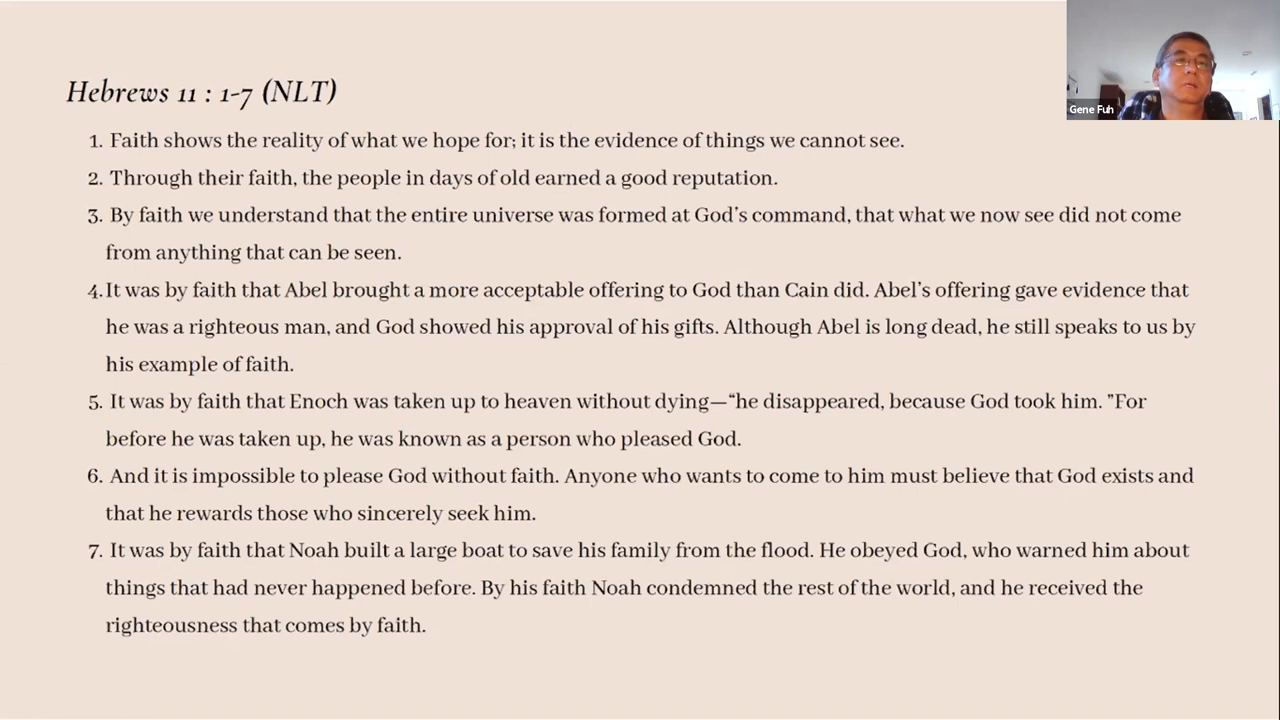 Hebrews 11 : 1-7 (NLT)
Gene Fuh
1. Faith shows the reality of what we hope for; it is the evidence of things we cannot see.
2. Through their faith, the people in days of old earned a good reputation.
3. By faith we understand that the entire universe was formed at God's command, that what we now see did not come
from anything that can be seen.
4. It was by faith that Abel brought a more acceptable offering to God than Cain did. Abel's offering gave evidence that
he was a righteous man, and God showed his approval of his gifts. Although Abel is long dead, he still speaks to us by
his example of faith.
5. It was by faith that Enoch was taken up to heaven without dying—“he disappeared, because God took him. ”For
before he was taken up, he was known as a person who pleased God.
6. And it is impossible to please God without faith. Anyone who wants to come to him must believe that God exists and
that he rewards those who sincerely seek him.
7. It was by faith that Noah built a large boat to save his family from the flood. He obeyed God, who warned him about
things that had never happened before. By his faith Noah condemned the rest of the world, and he received the
righteousness that comes by faith.